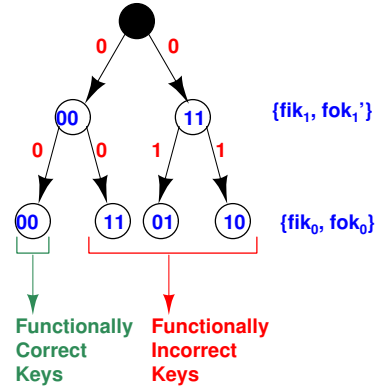 0 0
00 11 {fik₁, fok₁'}
0 0 1 1
00 11 01 10 {fik₀, fok₀}
Functionally
Correct
Keys
Functionally
Incorrect
Keys